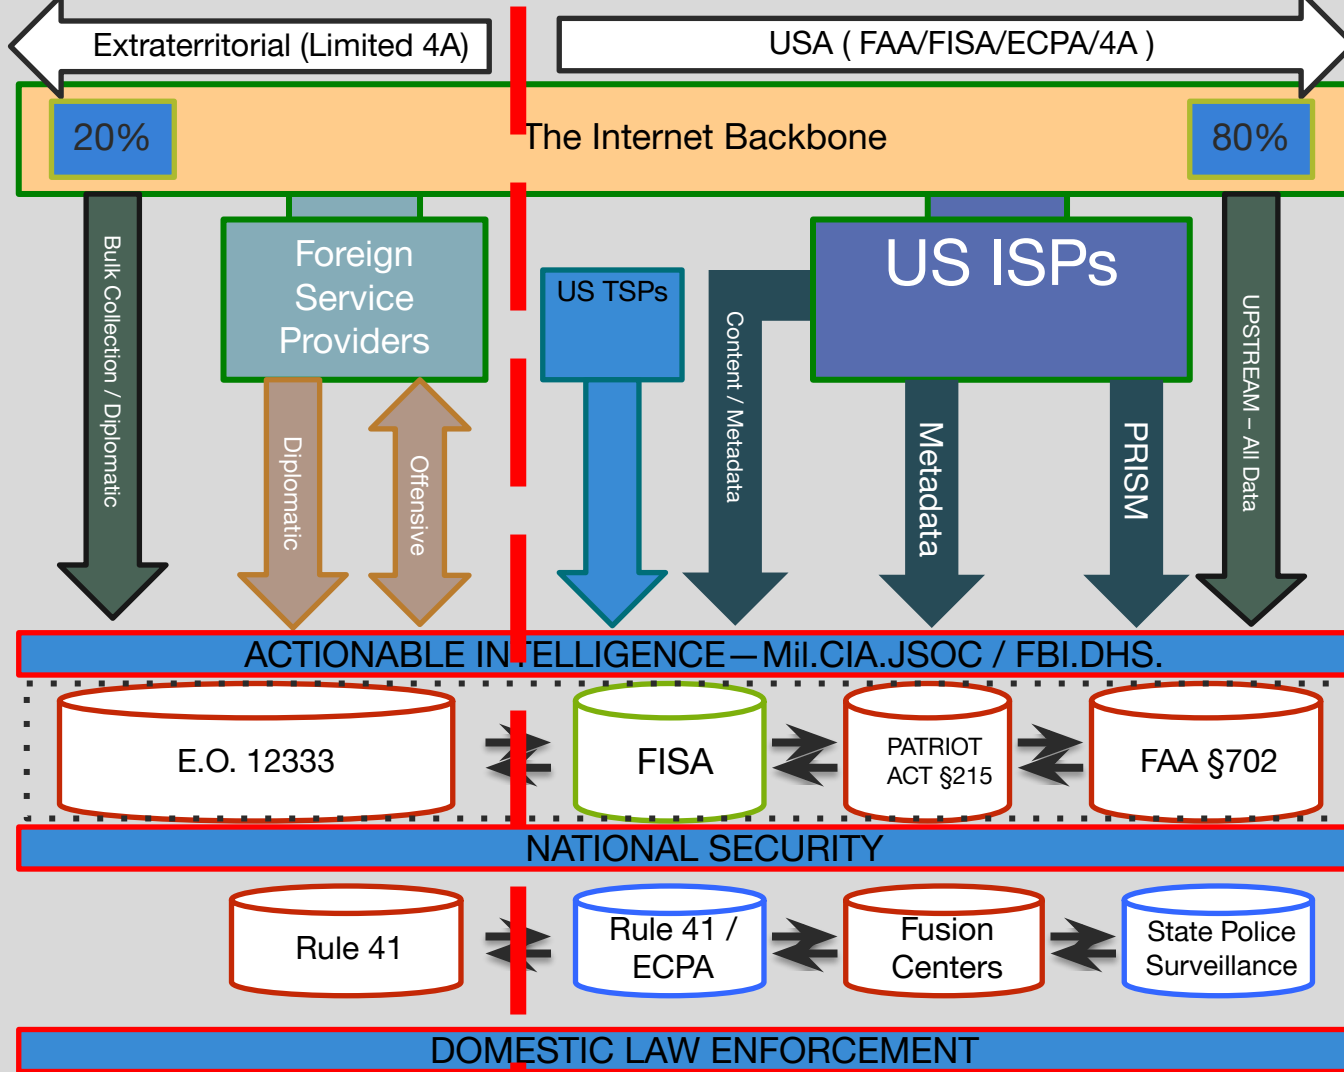 Extraterritorial (Limited 4A)
USA ( FAA/FISA/ECPA/4A )
20%
The Internet Backbone
80%
Bulk Collection / Diplomatic
Foreign
Service
Providers
US TSPs
Content / Metadata
US ISPs
UPSTREAM – All Data
Diplomatic
Offensive
Metadata
PRISM
ACTIONABLE INTELLIGENCE—Mil.CIA.JSOC / FBI.DHS.
E.O. 12333
FISA
PATRIOT
ACT §215
FAA §702
NATIONAL SECURITY
Rule 41
Rule 41 /
ECPA
Fusion
Centers
State Police
Surveillance
DOMESTIC LAW ENFORCEMENT